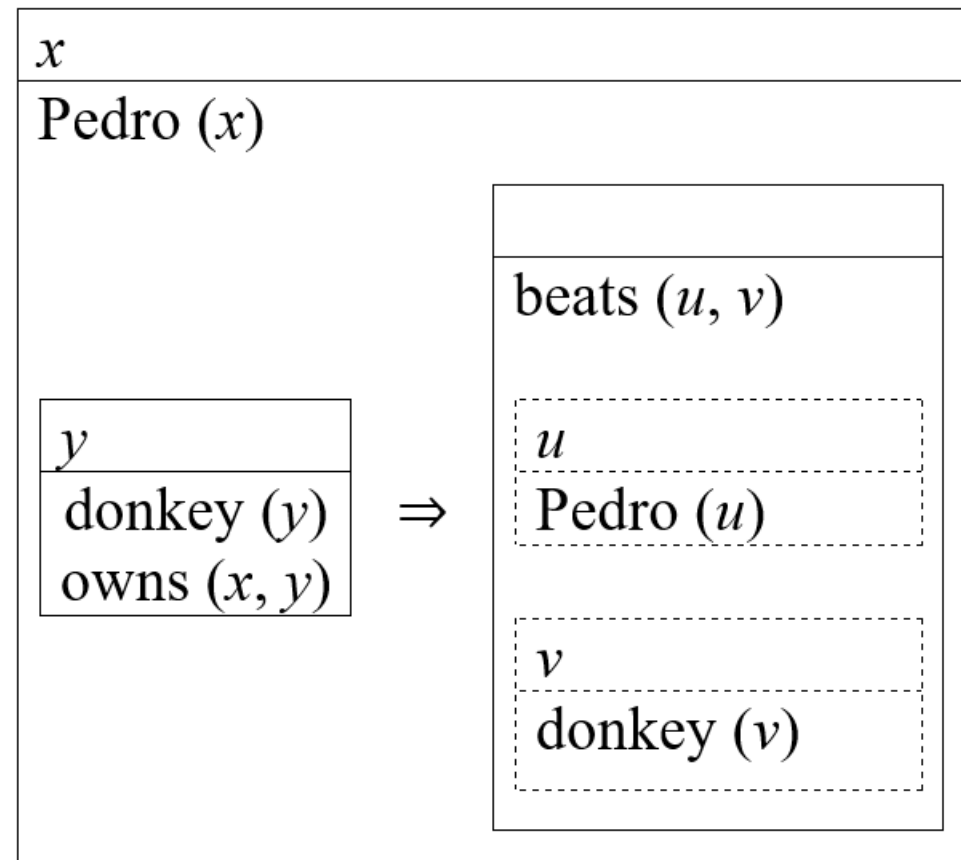 x
Pedro (x)
beats (u, v)
y
donkey (y)
owns (x, y)
⇒
u
Pedro (u)
v
donkey (v)